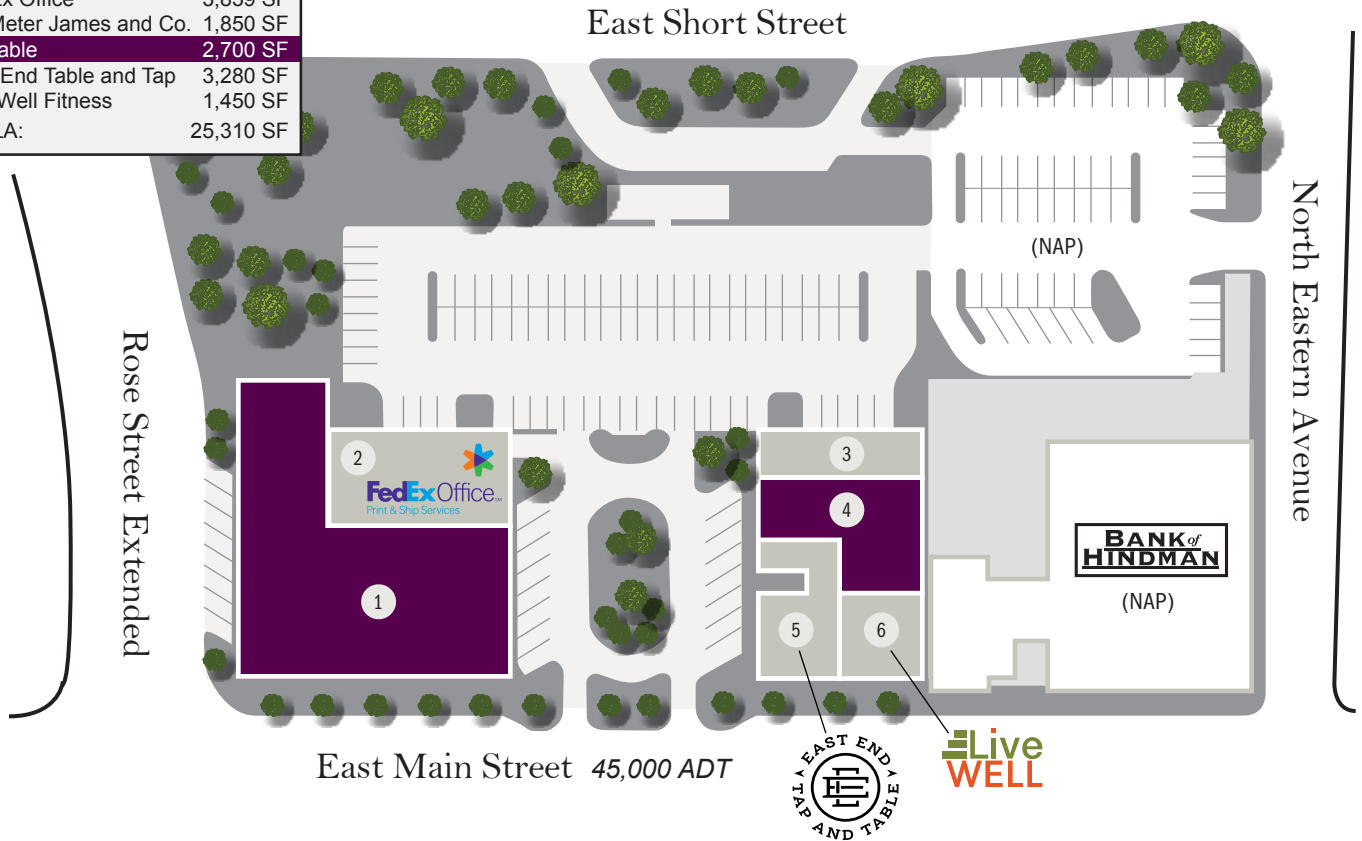 Office
Meter James and Co. 1,850 SF
2,700 SF
End Table and Tap 3,280 SF
Well Fitness 1,450 SF
25,310 SF
East Short Street
North Eastern Avenue
(NAP)
Rose Street Extended
2
FedEx Office
Print & Ship Services
1
3
4
5
6
BANK of
HINDMAN
(NAP)
East Main Street 45,000 ADT
EAST END
TAP AND TABLE
Live
WELL